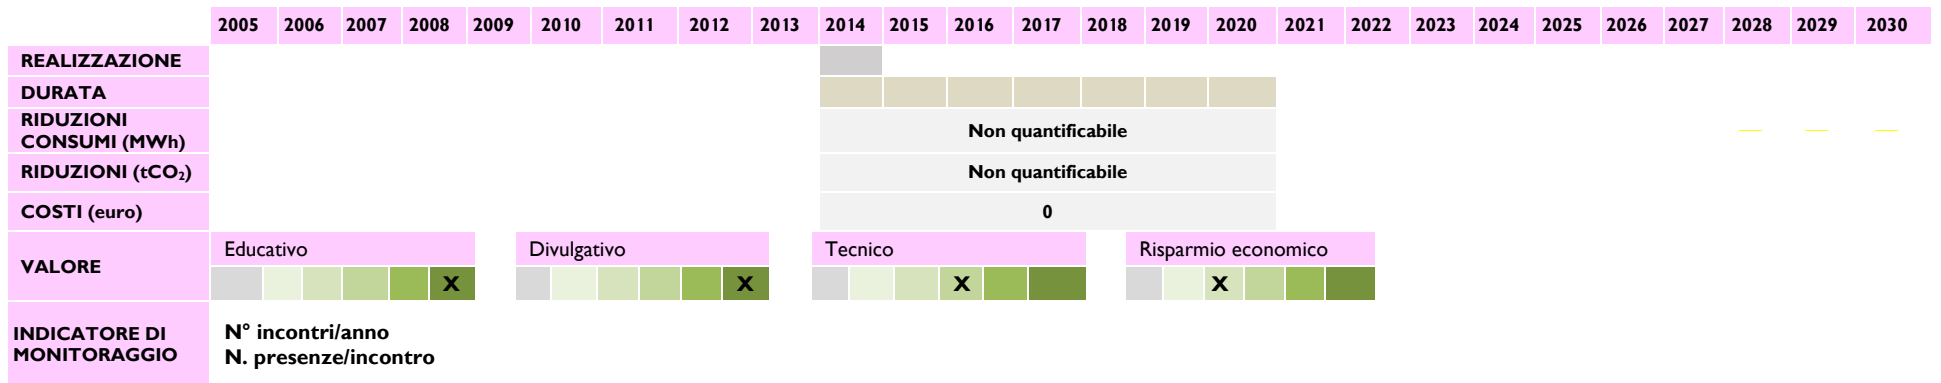 2005 2006 2007 2008 2009 2010 2011 2012 2013 2014 2015 2016 2017 2018 2019 2020 2021 2022 2023 2024 2025 2026 2027 2028 2029 2030
REALIZZAZIONE
DURATA
RIDUZIONI
CONSUMI (MWh) Non quantificabile
RIDUZIONI (tCO₂) Non quantificabile
COSTI (euro) 0
VALORE
Educativo Divulgativo Tecnico Risparmio economico
X X X X
INDICATORE DI
MONITORAGGIO
N° incontri/anno
N. presenze/incontro